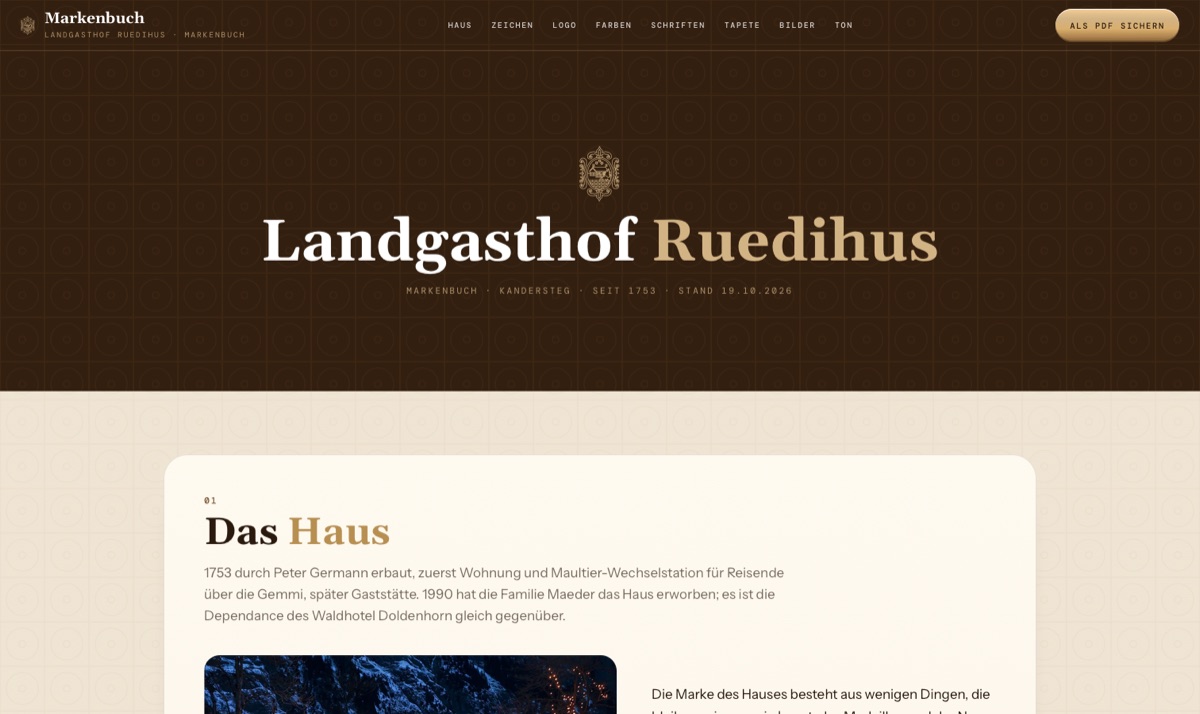 Markenbuch
LANDGASTHOF RUEDIHUS · MARKENBUCH
HAUS ZEICHEN LOGO FARBEN SCHRIFTEN TAPETE BILDER TON
ALS PDF SICHERN
Landgasthof Ruedihus
MARKENBUCH · KANDERSTEG · SEIT 1753 · STAND 19.10.2026
01
Das Haus
1753 durch Peter Germann erbaut, zuerst Wohnung und Maultier-Wechselstation für Reisende
über die Gemmi, später Gaststätte. 1990 hat die Familie Maeder das Haus erworben; es ist die
Dependance des Waldhotel Doldenhorn gleich gegenüber.
Die Marke des Hauses besteht aus wenigen Dingen, die